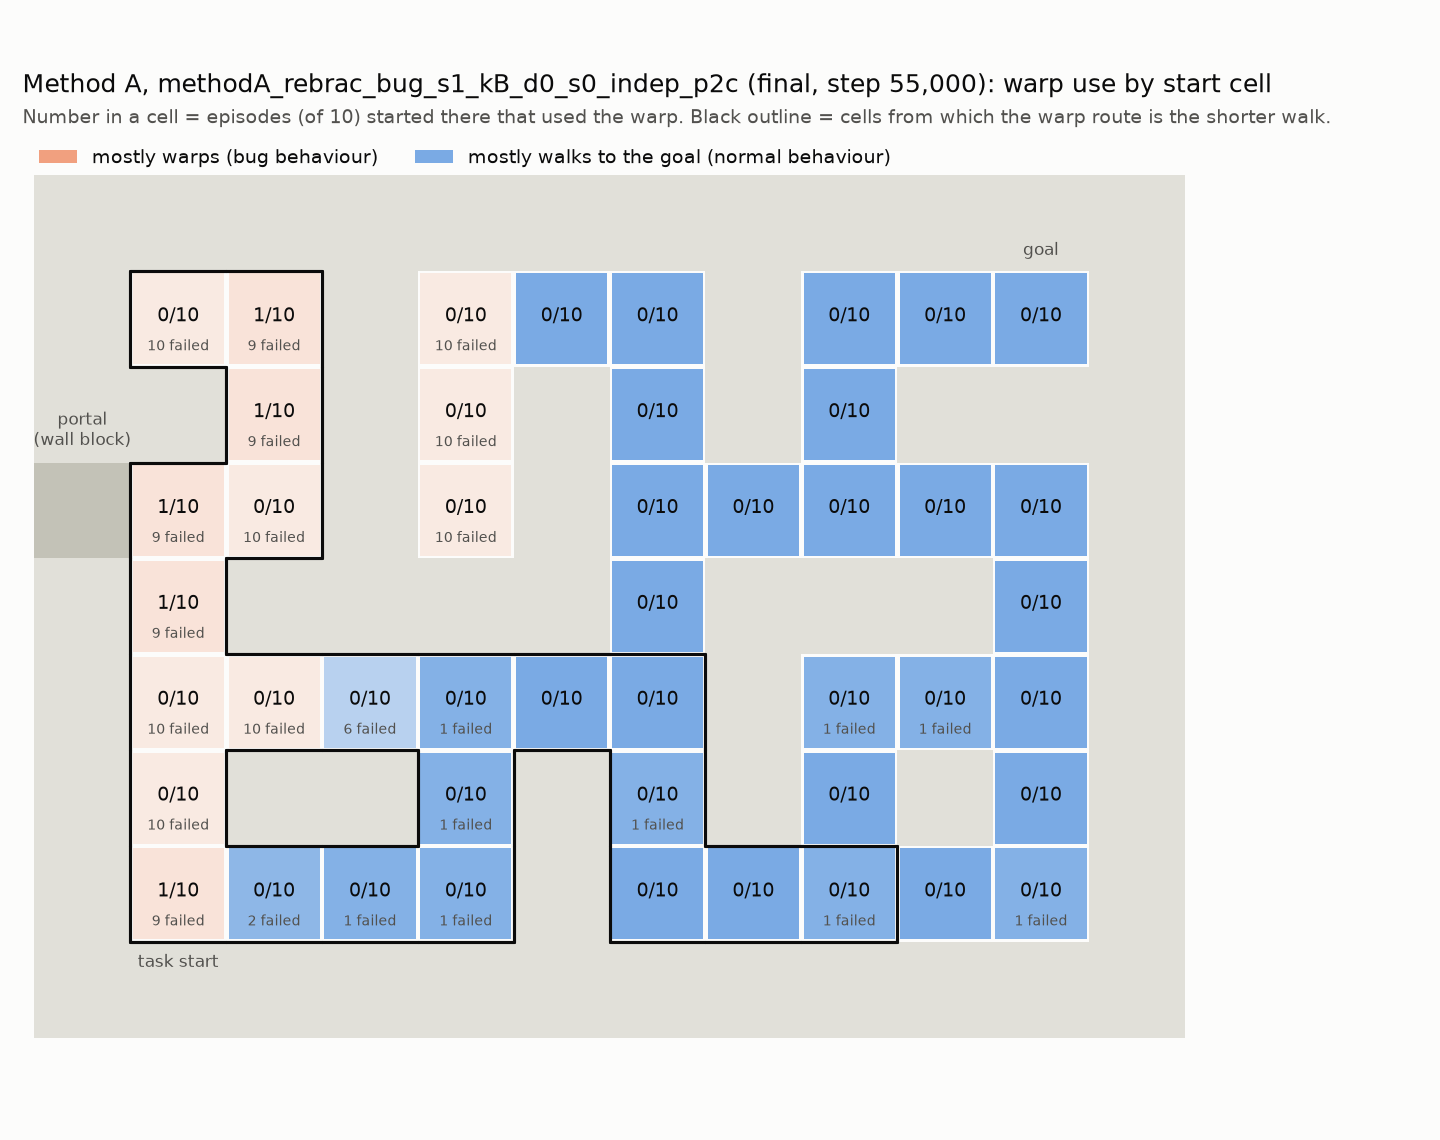 Method A, methodA_rebrac_bug_s1_kB_d0_s0_indep_p2c (final, step 55,000): warp use by start cell
Number in a cell = episodes (of 10) started there that used the warp. Black outline = cells from which the warp route is the shorter walk.
mostly warps (bug behaviour) mostly walks to the goal (normal behaviour)
goal
0/10 1/10 0/10 0/10 0/10 0/10 0/10 0/10
10 failed 9 failed 10 failed
1/10 0/10 0/10 0/10
portal
(wall block)
9 failed 10 failed
1/10 0/10 0/10 0/10 0/10 0/10 0/10 0/10
9 failed 10 failed 10 failed
1/10 0/10 0/10
9 failed
0/10 0/10 0/10 0/10 0/10 0/10 0/10 0/10 0/10
10 failed 10 failed 6 failed 1 failed 1 failed 1 failed
0/10 0/10 0/10 0/10 0/10
10 failed 1 failed 1 failed
1/10 0/10 0/10 0/10 0/10 0/10 0/10 0/10 0/10
9 failed 2 failed 1 failed 1 failed 1 failed 1 failed
task start